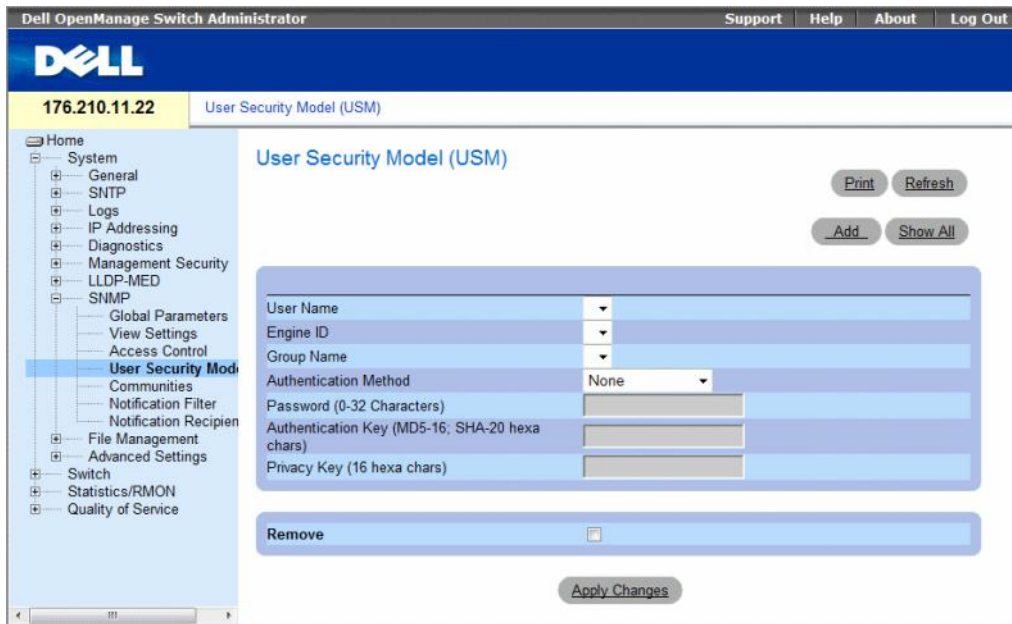 Dell OpenManage Switch Administrator
Support Help About Log Out
DELL
176.210.11.22
User Security Model (USM)
Home
System
General
SNTP
Logs
IP Addressing
Diagnostics
Management Security
LLDP-MED
SNMP
Global Parameters
View Settings
Access Control
User Security Mode
Communities
Notification Filter
Notification Recipien
File Management
Advanced Settings
Switch
Statistics/RMON
Quality of Service
User Security Model (USM)
Print Refresh
Add Show All
User Name
Engine ID
Group Name
Authentication Method None
Password (0-32 Characters)
Authentication Key (MD5-16; SHA-20 hexa
chars)
Privacy Key (16 hexa chars)
Remove
Apply Changes